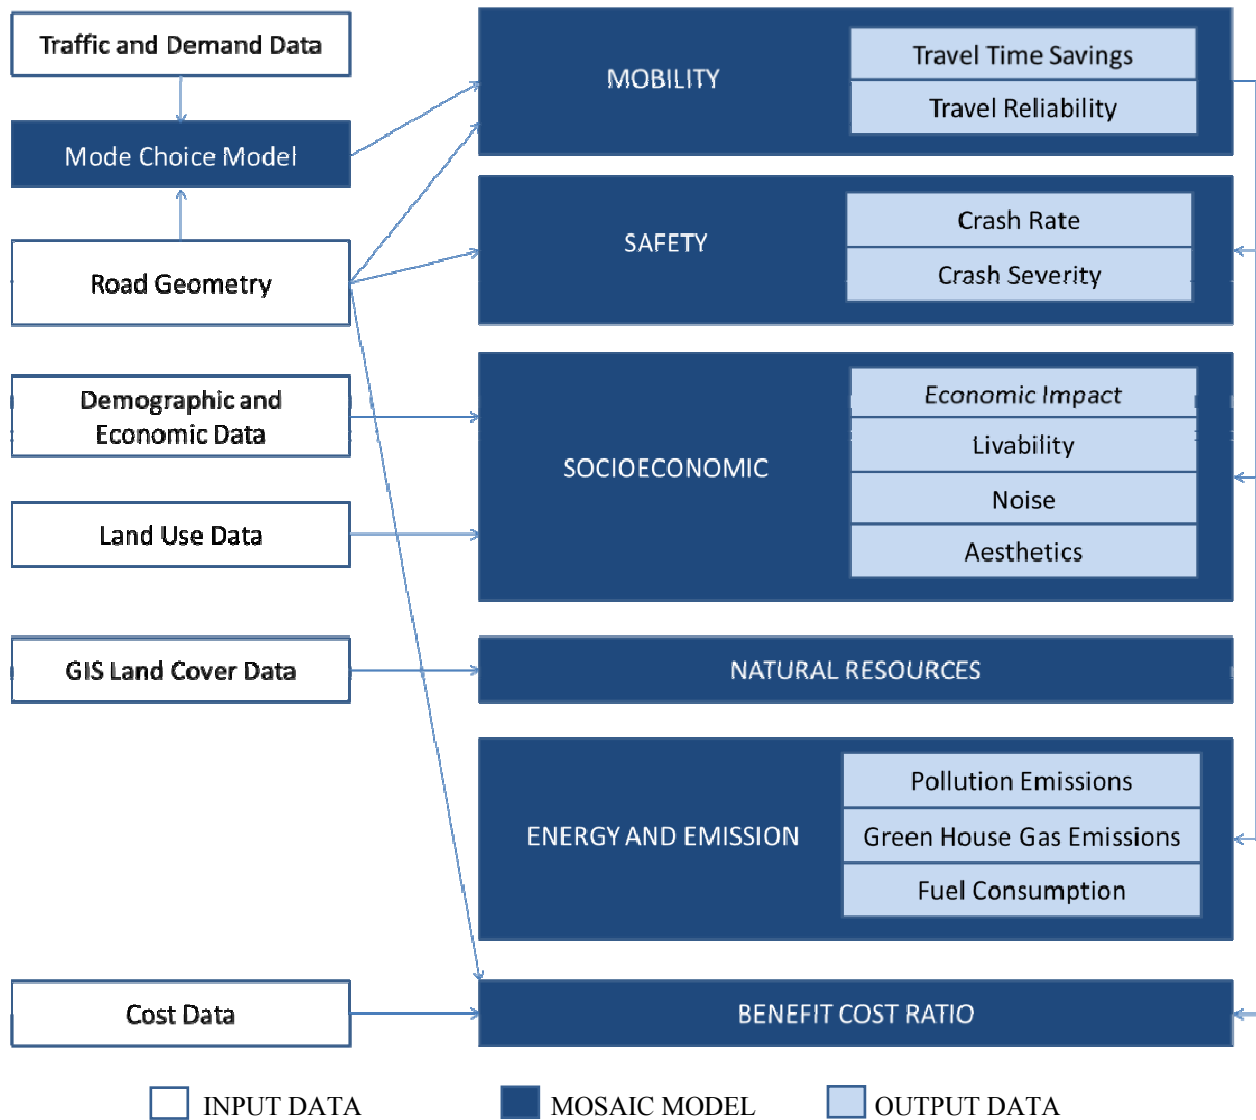 Traffic and Demand Data
Mode Choice Model
Road Geometry
Demographic and
Economic Data
Land Use Data
GIS Land Cover Data
Cost Data
MOBILITY
Travel Time Savings
Travel Reliability
SAFETY
Crash Rate
Crash Severity
SOCIOECONOMIC
Economic Impact
Livability
Noise
Aesthetics
NATURAL RESOURCES
ENERGY AND EMISSION
Pollution Emissions
Green House Gas Emissions
Fuel Consumption
BENEFIT COST RATIO
INPUT DATA
MOSAIC MODEL
OUTPUT DATA